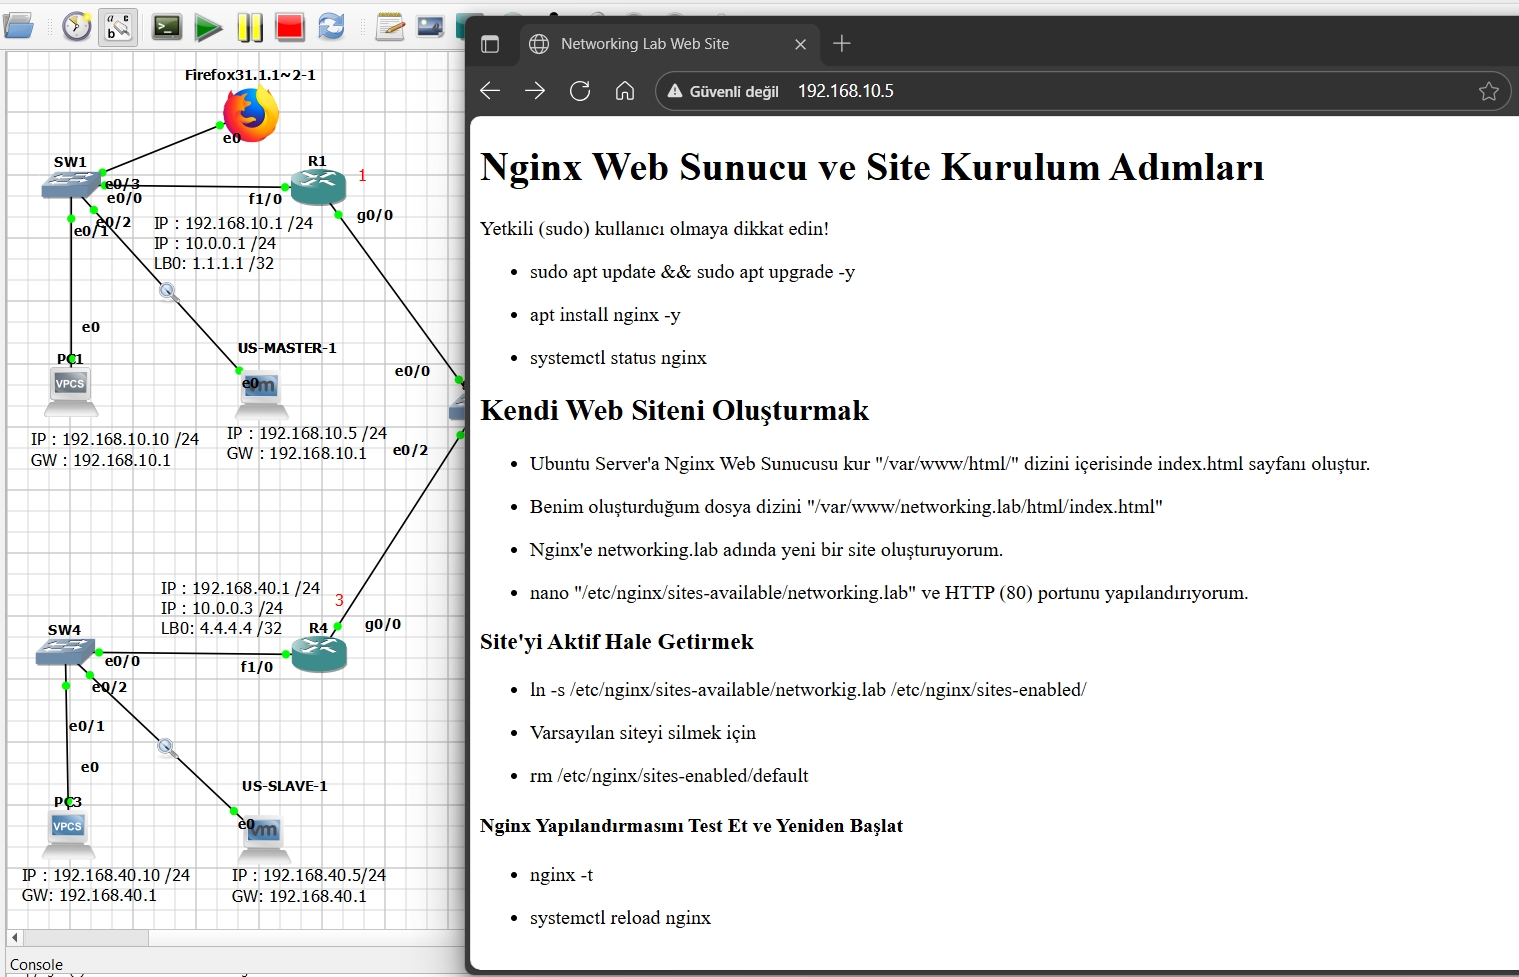 Firefox31.1.1~2-1
e0
SW1
e0/3
e0/0
e0/2
e0/1
R1
1
f1/0
g0/0
IP : 192.168.10.1 /24
IP : 10.0.0.1 /24
LB0: 1.1.1.1 /32
e0
PC1
VPCS
US-MASTER-1
e0
vm
e0/0
IP : 192.168.10.10 /24
GW : 192.168.10.1
IP : 192.168.10.5 /24
GW : 192.168.10.1
e0/2
IP : 192.168.40.1 /24
IP : 10.0.0.3 /24
LB0: 4.4.4.4 /32
3
R4
g0/0
SW4
e0/0
f1/0
e0/2
e0/1
e0
PC3
VPCS
US-SLAVE-1
e0
vm
IP : 192.168.40.10 /24
GW: 192.168.40.1
IP : 192.168.40.5/24
GW: 192.168.40.1
Console
Networking Lab Web Site
Güvenli değil
192.168.10.5
Nginx Web Sunucu ve Site Kurulum Adımları
Yetkili (sudo) kullanıcı olmaya dikkat edin!
• sudo apt update && sudo apt upgrade -y
• apt install nginx -y
• systemctl status nginx
Kendi Web Siteni Oluşturmak
• Ubuntu Server'a Nginx Web Sunucusu kur "/var/www/html/" dizini içerisinde index.html sayfanı oluştur.
• Benim oluşturduğum dosya dizini "/var/www/networking.lab/html/index.html"
• Nginx'e networking.lab adında yeni bir site oluşturuyorum.
• nano "/etc/nginx/sites-available/networking.lab" ve HTTP (80) portunu yapılandırıyorum.
Site'yi Aktif Hale Getirmek
• ln -s /etc/nginx/sites-available/networkig.lab /etc/nginx/sites-enabled/
• Varsayılan siteyi silmek için
• rm /etc/nginx/sites-enabled/default
Nginx Yapılandırmasını Test Et ve Yeniden Başlat
• nginx -t
• systemctl reload nginx